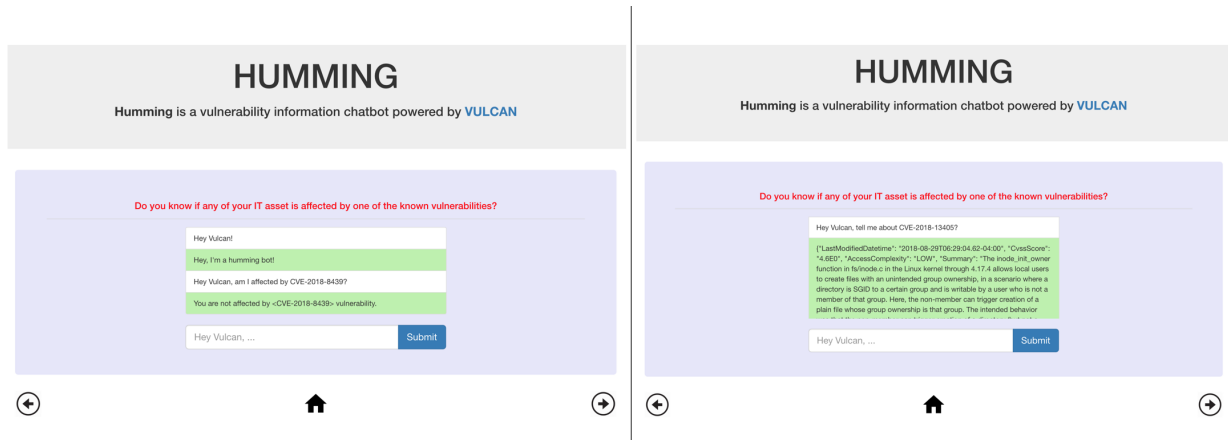 HUMMING
Humming is a vulnerability information chatbot powered by VULCAN
Do you know if any of your IT asset is affected by one of the known vulnerabilities?
Hey Vulcan!
Hey, I'm a humming bot!
Hey Vulcan, am I affected by CVE-2018-8439?
You are not affected by <CVE-2018-8439> vulnerability.
Hey Vulcan, ...
Submit
HUMMING
Humming is a vulnerability information chatbot powered by VULCAN
Do you know if any of your IT asset is affected by one of the known vulnerabilities?
Hey Vulcan, tell me about CVE-2018-13405?
{"LastModifiedDatetime": "2018-08-29T06:29:04.62-04:00", "CvssScore":
"4.6E0", "AccessComplexity": "LOW", "Summary": "The inode_init_owner
function in fs/inode.c in the Linux kernel through 4.17.4 allows local users
to create files with an unintended group ownership, in a scenario where a
directory is SGID to a certain group and is writable by a user who is not a
member of that group. Here, the non-member can trigger creation of a
plain file whose group ownership is that group. The intended behavior
Hey Vulcan, ...
Submit